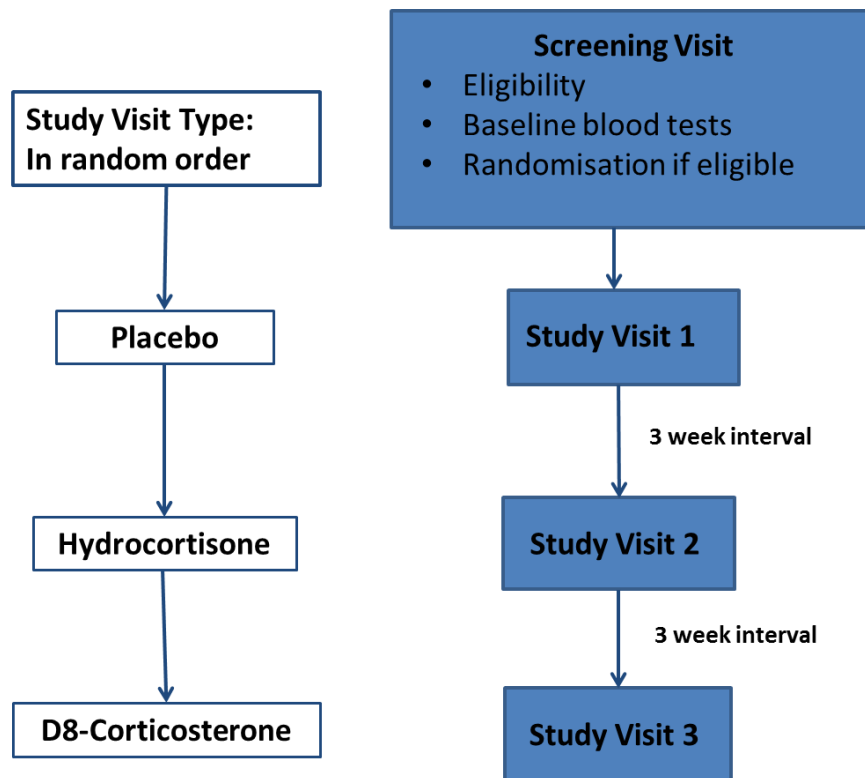 Study Visit Type:
In random order
Placebo
Hydrocortisone
D8-Corticosterone
Screening Visit
• Eligibility
• Baseline blood tests
• Randomisation if eligible
Study Visit 1
3 week interval
Study Visit 2
3 week interval
Study Visit 3